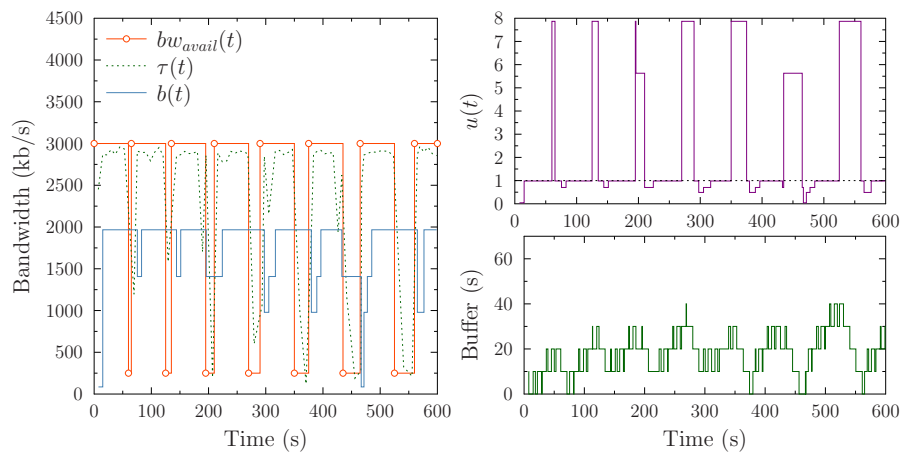 4500
4000
3500
3000
2500
2000
1500
1000
500
0
bw_avail(t)
τ(t)
b(t)
Bandwidth (kb/s)
0 100 200 300 400 500 600
Time (s)
8
7
6
5
4
3
2
1
0
u(t)
0 100 200 300 400 500 600
60
40
20
0
Buffer (s)
0 100 200 300 400 500 600
Time (s)